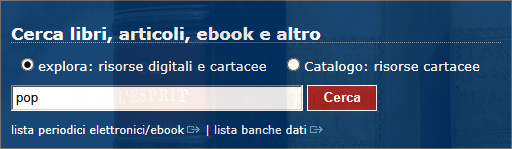 Cerca libri, articoli, ebook e altro
explora: risorse digitali e cartacee Catalogo: risorse cartacee
pop Cerca
L'ESPRIT
lista periodici elettronici/ebook | lista banche dati